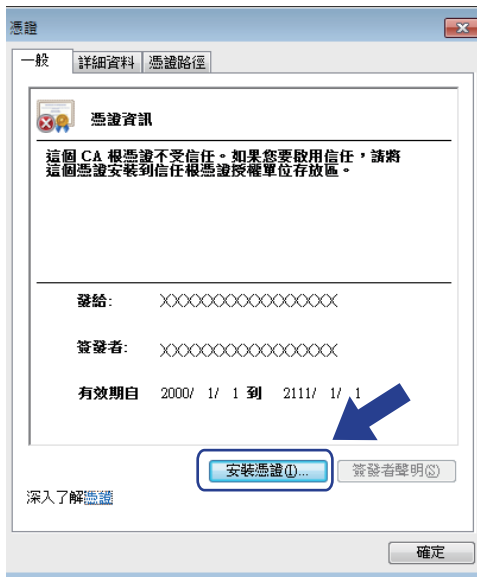 憑證
一般 詳細資料 憑證路徑
憑證資訊
這個 CA 根憑證不受信任。如果您要啟用信任，請將
這個憑證安裝到信任根憑證授權單位存放區。
發給: XXXXXXXXXXXXXXXX
簽發者: XXXXXXXXXXXXXXXX
有效期自 2000/ 1/ 1 到 2111/ 1/ 1
安裝憑證(I)... 簽發者聲明(S)
深入了解憑證
確定